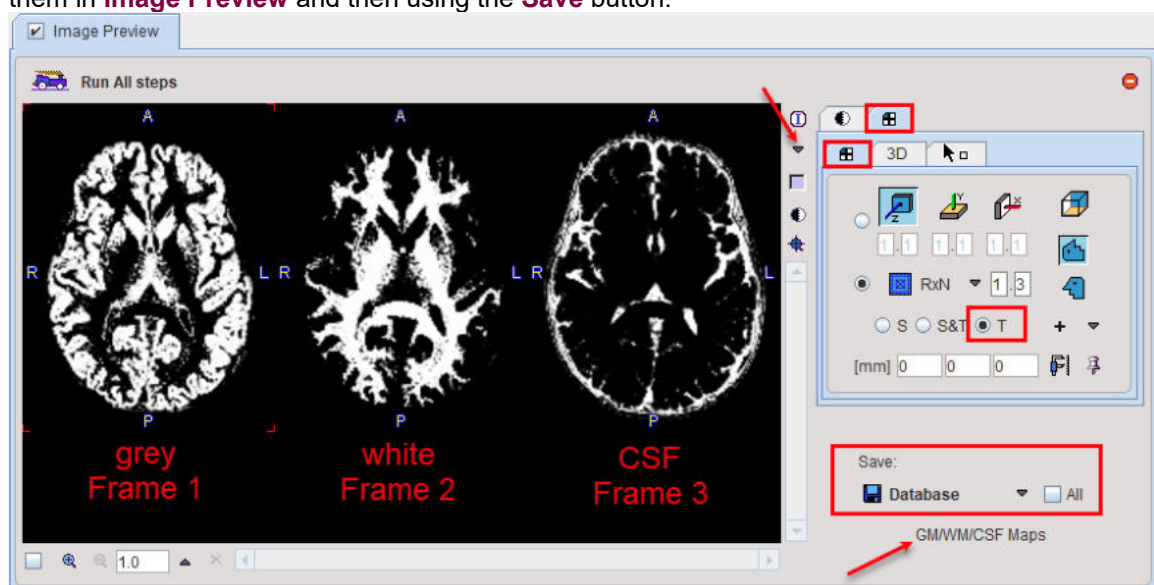 them in Image Preview and then using the Save button.
Image Preview
Run All steps
A A A
R L R L R L
P P P
grey white CSF
Frame 1 Frame 2 Frame 3
3D
Z Y X
1.1 1.1 1.1
RxN 1.3
S S&T T
[mm] 0 0 0
Save:
Database All
GM/WM/CSF Maps
1.0